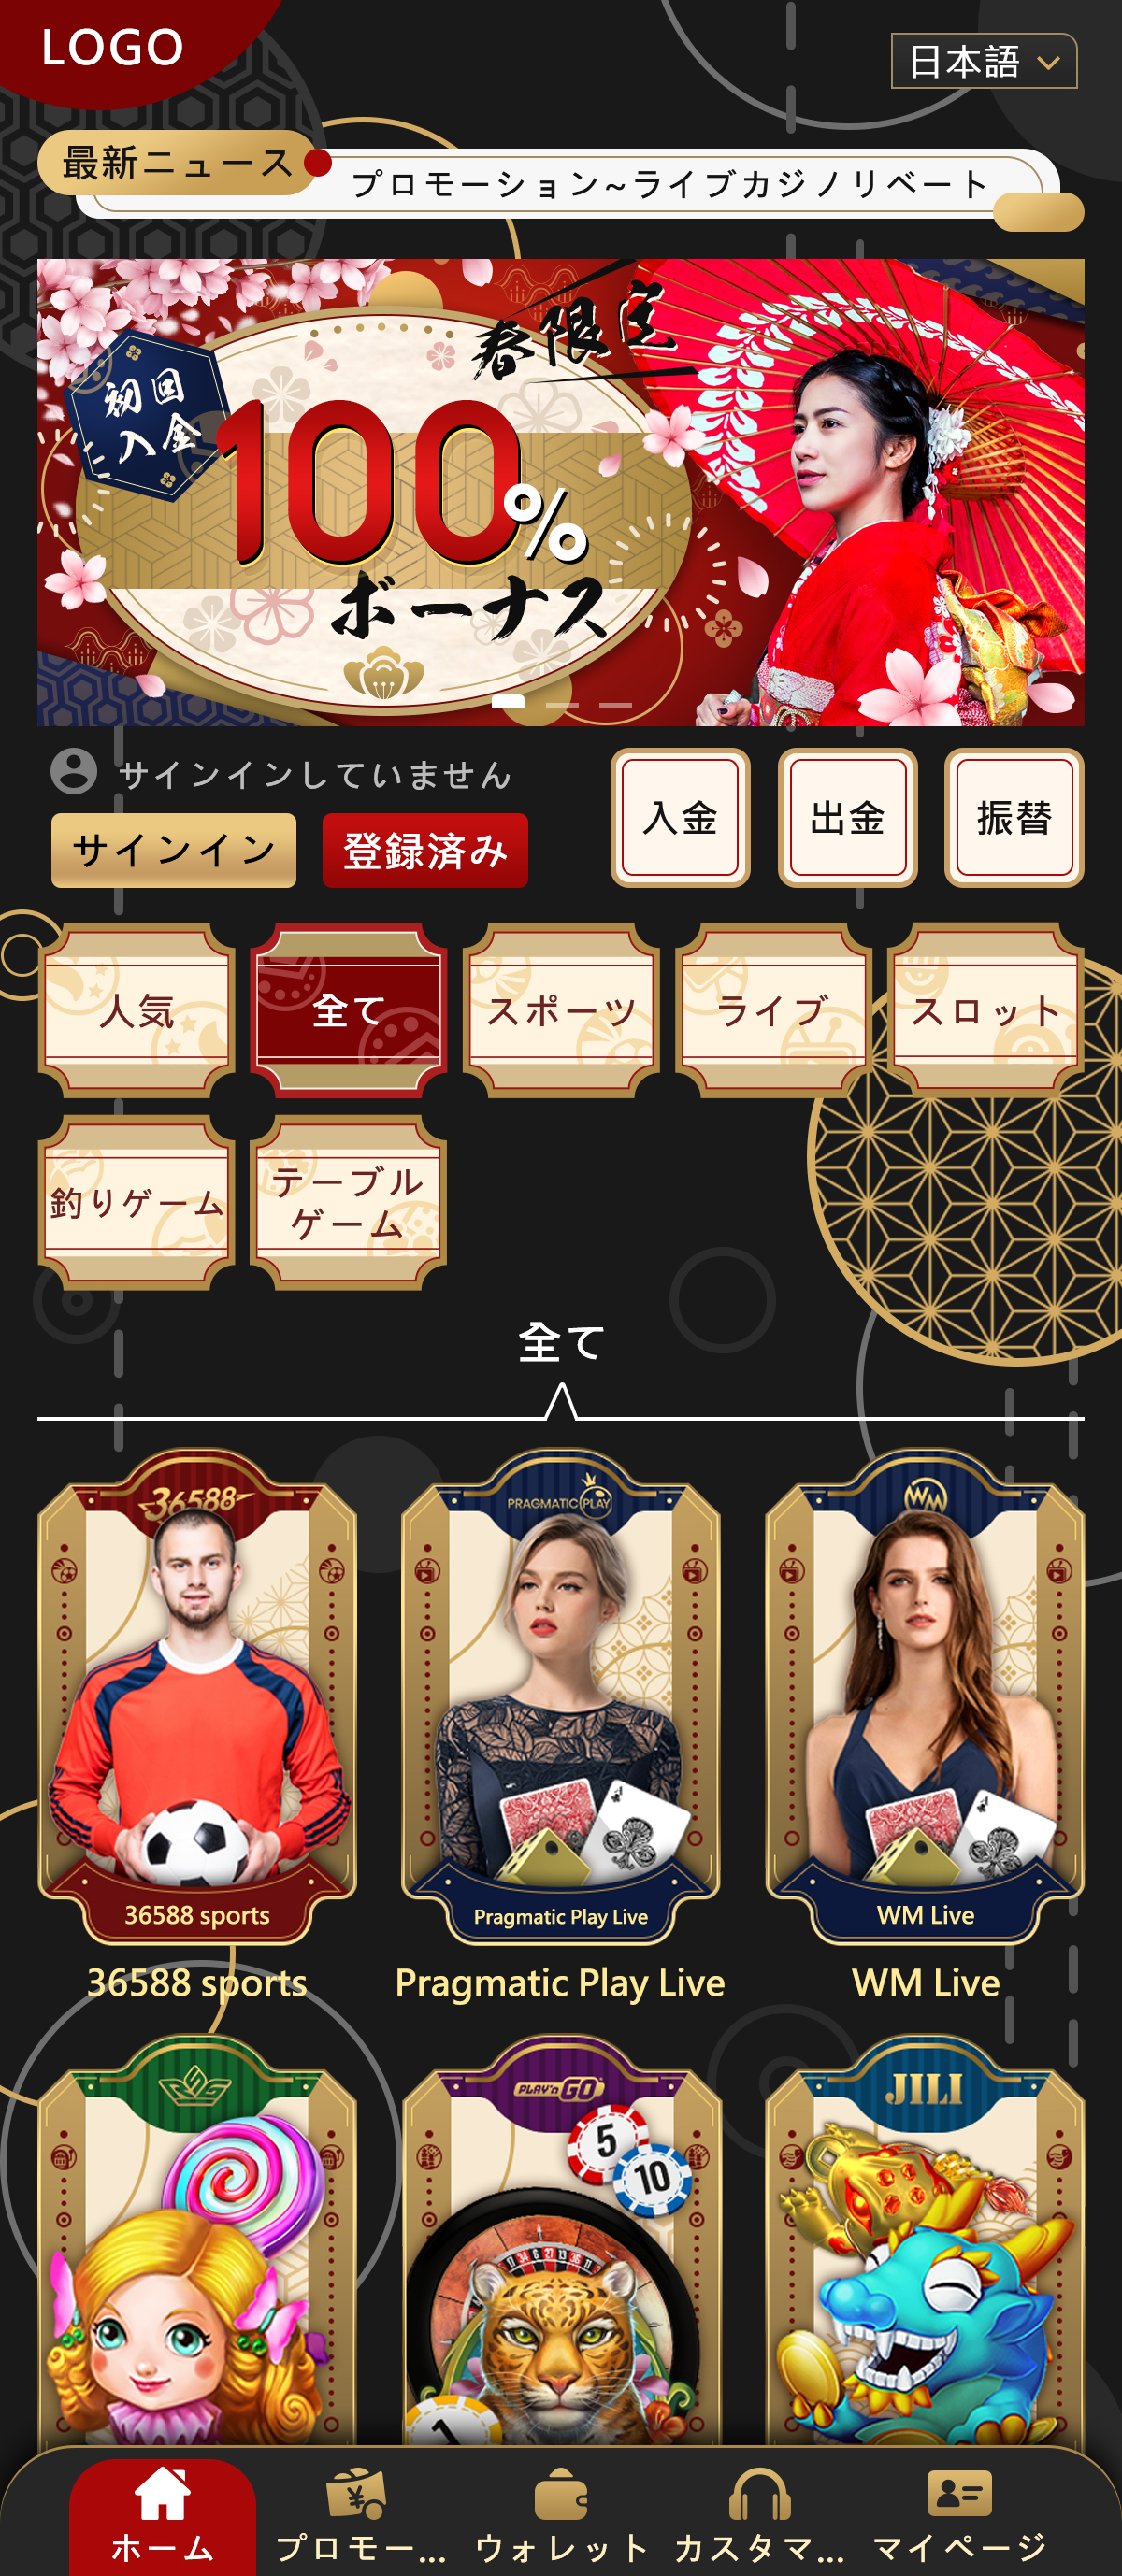 LOGO
日本語
最新ニュース
プロモーション~ライブカジノリベート
春限定
初回
入金
100%
ボーナス
サインインしていません
サインイン
登録済み
入金
出金
振替
人気
全て
スポーツ
ライブ
スロット
釣りゲーム
テーブル
ゲーム
全て
36588
PRAGMATIC PLAY
WM
36588 sports
Pragmatic Play Live
WM Live
36588 sports
Pragmatic Play Live
WM Live
PLAY'n GO
JILI
5
10
1
ホーム
プロモー...
ウォレット
カスタマ...
マイページ